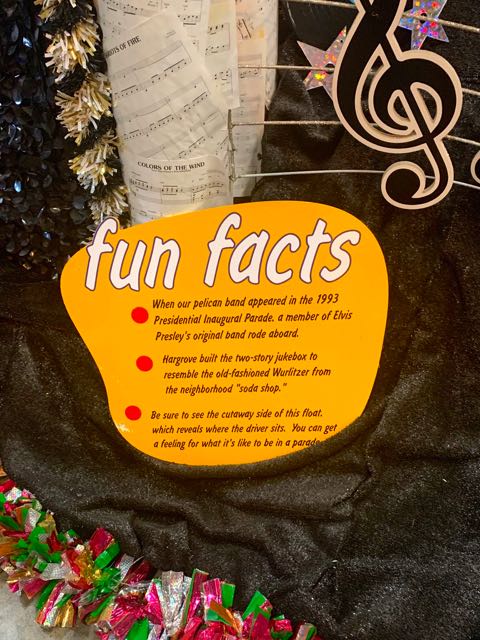 OTS OF FIRE
COLORS OF THE WIND
fun facts
When our pelican band appeared in the 1993
Presidential Inaugural Parade, a member of Elvis
Presley's original band rode aboard.
Hargrove built the two-story jukebox to
resemble the old-fashioned Wurlitzer from
the neighborhood "soda shop."
Be sure to see the cutaway side of this float,
which reveals where the driver sits. You can get
a feeling for what it's like to be in a parade